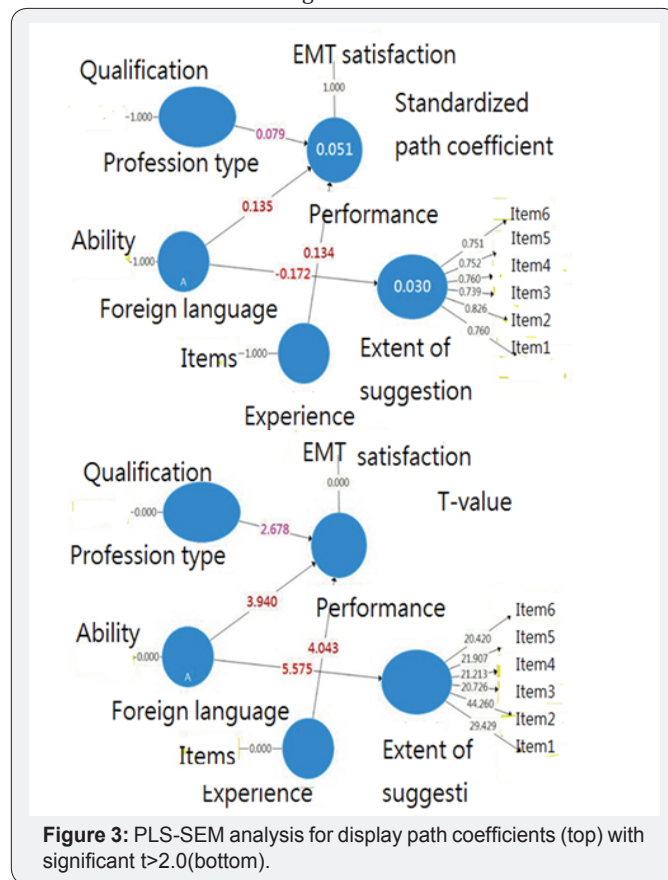 EMT satisfaction
Qualification
1.000
-1.000
0.079
Standardized
path coefficient
0.051
Profession type
Performance
Item6
0.135
0.751
Item5
Ability
0.134
0.752
Item4
-1.000
-0.172
0.760
Item3
A
0.030
0.739
0.826
Item2
Foreign language
0.760
Item1
Items
-1.000
Extent of
suggestion
Experience
EMT satisfaction
Qualification
0.000
T-value
-0.000
2.678
Profession type
3.940
Performance
Item6
20.420
Item5
Ability
4.043
21.907
Item4
-0.000
5.575
21.213
Item3
A
20.726
44.260
Item2
Foreign language
29.429
Item1
Items
-0.000
Extent of
Experience
suggesti
Figure 3: PLS-SEM analysis for display path coefficients (top) with
significant t>2.0(bottom).